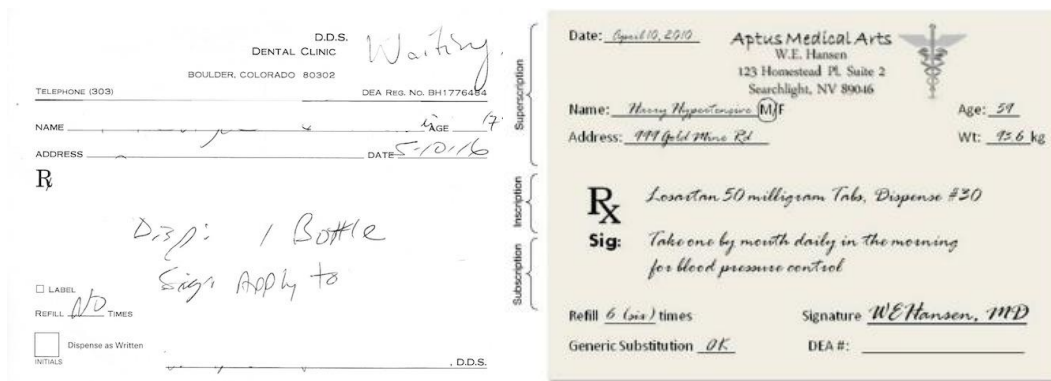 D.D.S.
DENTAL CLINIC
Waiting
BOULDER, COLORADO 80302
TELEPHONE (303)
DEA REG. NO. BH1776484
NAME
AGE 17
ADDRESS
DATE 5-10-16
Rx
Disp: 1 Bottle
Sig: Apply to
LABEL
REFILL NO TIMES
Dispense as Written
INITIALS
, D.D.S.
Superscription
Inscription
Subscription
Date: April 10, 2010
Aptus Medical Arts
W.E. Hansen
123 Homestead Pl. Suite 2
Searchlight, NV 89046
Name: Harry Hypertensive M/F
Age: 59
Address: 999 Gold Mine Rd
Wt: 95.6 kg
Rx
Losartan 50 milligram Tabs, Dispense #30
Sig: Take one by mouth daily in the morning
for blood pressure control
Refill 6 (six) times
Signature WEHansen, MD
Generic Substitution OK
DEA #: